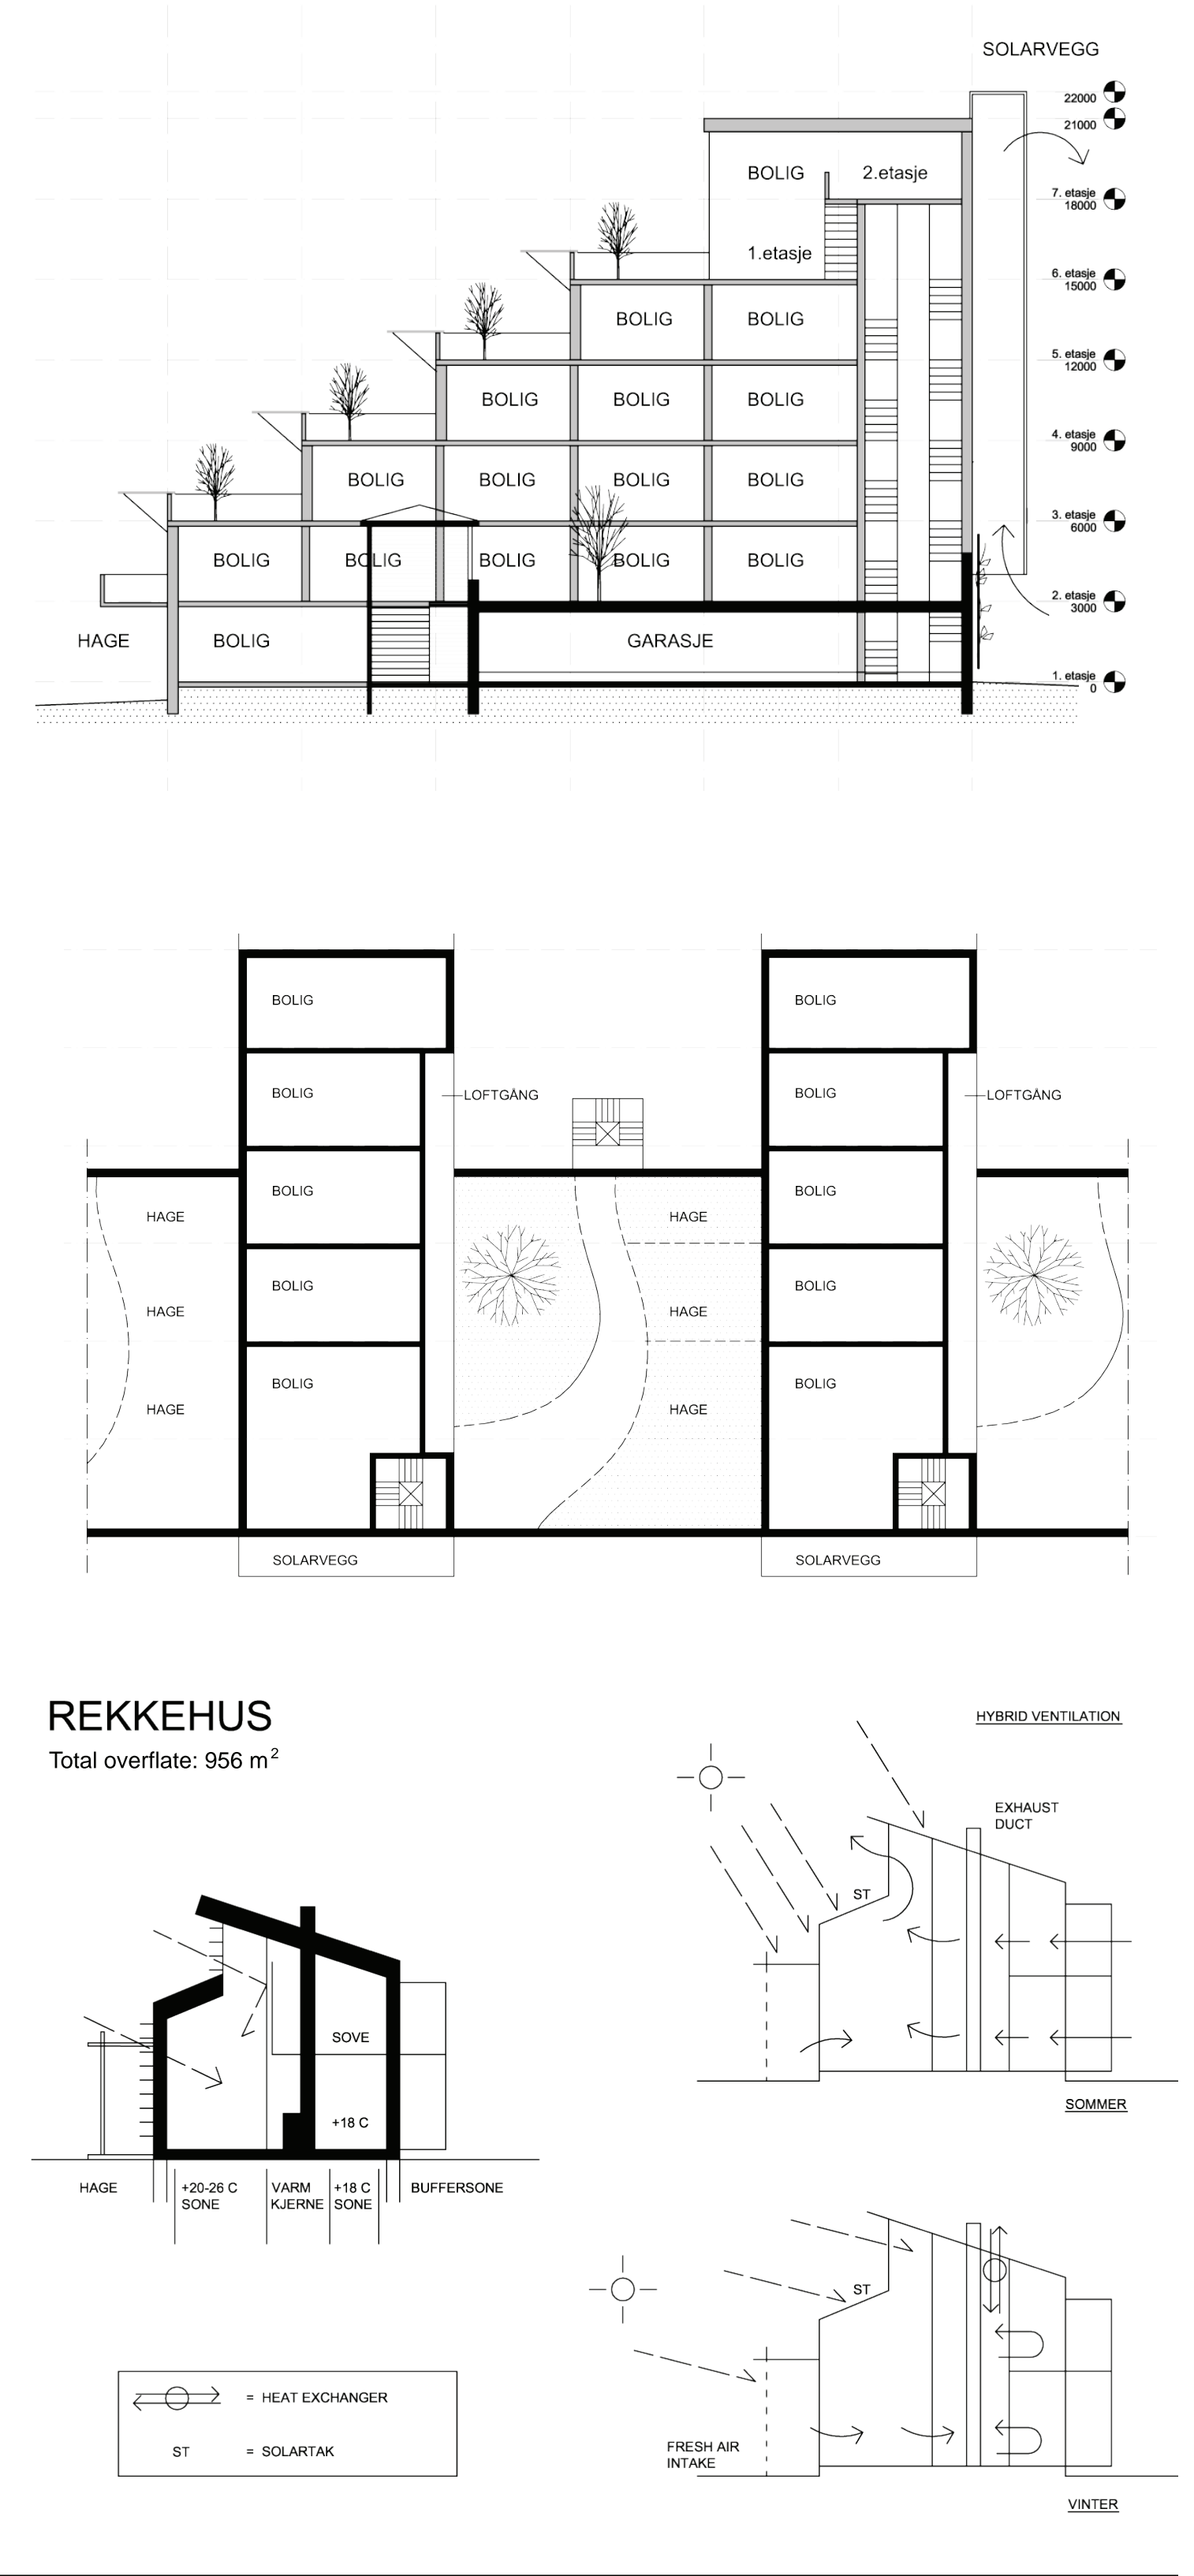 SOLARVEGG
22000
21000
BOLIG
2.etasje
7. etasje
18000
1.etasje
6. etasje
15000
BOLIG
BOLIG
5. etasje
12000
BOLIG
BOLIG
BOLIG
4. etasje
9000
BOLIG
BOLIG
BOLIG
BOLIG
3. etasje
6000
BOLIG
BOLIG
BOLIG
BOLIG
BOLIG
2. etasje
3000
HAGE
BOLIG
GARASJE
1. etasje
0
BOLIG
BOLIG
BOLIG
LOFTGÅNG
BOLIG
LOFTGÅNG
BOLIG
BOLIG
HAGE
HAGE
BOLIG
BOLIG
HAGE
HAGE
BOLIG
BOLIG
HAGE
HAGE
SOLARVEGG
SOLARVEGG
REKKEHUS
Total overflate: 956 m2
HYBRID VENTILATION
EXHAUST
DUCT
ST
SOVE
SOMMER
+18 C
HAGE
+20-26 C
SONE
VARM
KJERNE
+18 C
SONE
BUFFERSONE
ST
= HEAT EXCHANGER
ST = SOLARTAK
FRESH AIR
INTAKE
VINTER